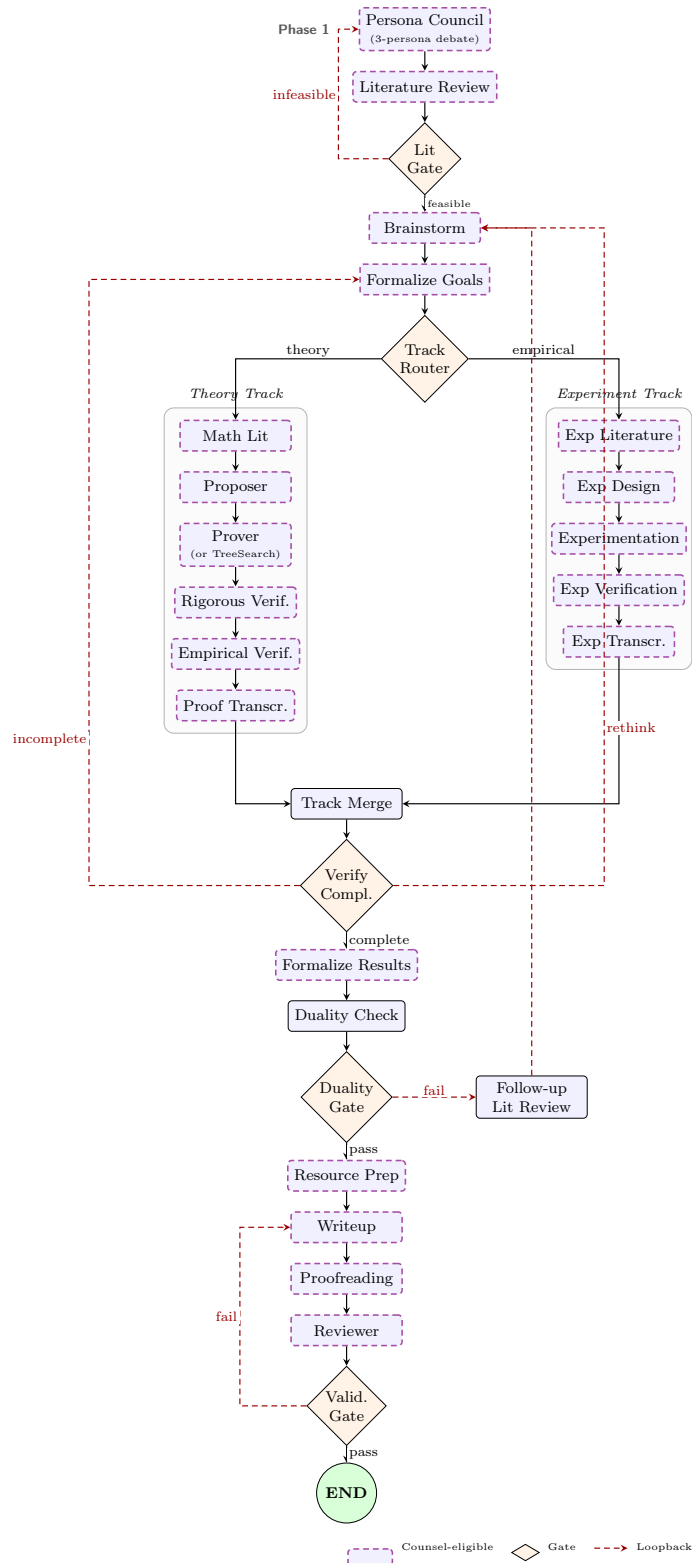 Phase 1
Persona Council
(3-persona debate)
infeasible
Literature Review
Lit
Gate
feasible
Brainstorm
Formalize Goals
theory
Track
Router
empirical
Theory Track
Experiment Track
Math Lit
Proposer
Prover
(or TreeSearch)
Rigorous Verif.
Empirical Verif.
Proof Transcr.
Exp Literature
Exp Design
Experimentation
Exp Verification
Exp Transcr.
incomplete
rethink
Track Merge
Verify
Compl.
complete
Formalize Results
Duality Check
Duality
Gate
fail
Follow-up
Lit Review
pass
Resource Prep
Writeup
Proofreading
fail
Reviewer
Valid.
Gate
pass
END
Counsel-eligible
Gate
Loopback